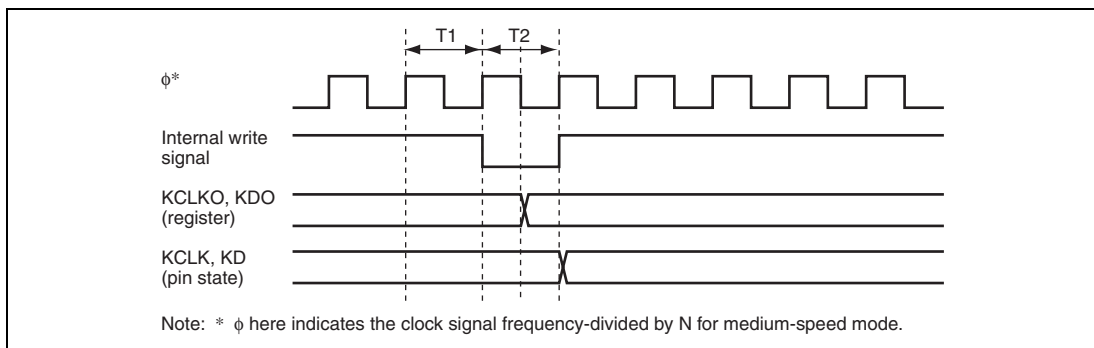 T1 T2
φ*
Internal write
signal
KCLKO, KDO
(register)
KCLK, KD
(pin state)
Note: * φ here indicates the clock signal frequency-divided by N for medium-speed mode.